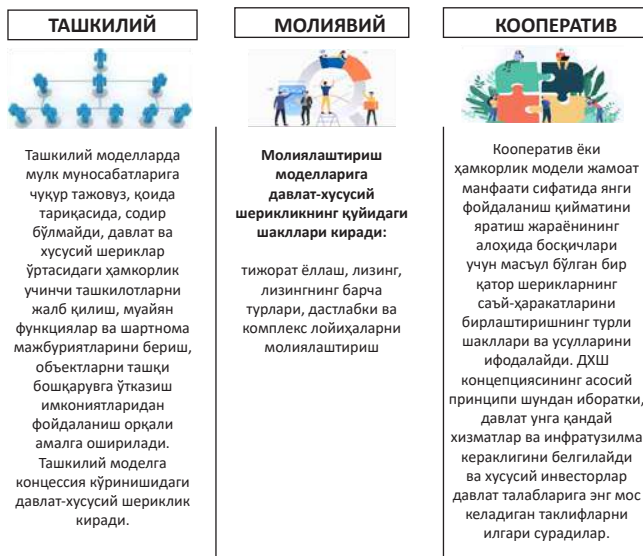 ТАШКИЛИЙ
Ташкилий моделларда
мулк муносабатларига
чуқур тажовуз, қоида
тариқасида, содир
бўлмайди, давлат ва
хусусий шериклар
ўртасидаги ҳамкорлик
учинчи ташкилотларни
жалб қилиш, муайян
функциялар ва шартнома
мажбуриятларини бериш,
объектларни ташқи
бошқарувга ўтказиш
имкониятларидан
фойдаланиш орқали
амалга оширилади.
Ташкилий моделга
концессия кўринишидаги
давлат-хусусий шериклик
киради.
МОЛИЯВИЙ
Молиялаштириш
моделларига
давлат-хусусий
шерикликнинг қуйидаги
шакллари киради:
тижорат ёллаш, лизинг,
лизингнинг барча
турлари, дастлабки ва
комплекс лойиҳаларни
молиялаштириш
КООПЕРАТИВ
Кооператив ёки
ҳамкорлик модели жамоат
манфаати сифатида янги
фойдаланиш қийматини
яратиш жараёнининг
алоҳида босқичлари
учун масъул бўлган бир
қатор шерикларнинг
саъй-ҳаракатларини
бирлаштиришнинг турли
шакллари ва усулларини
ифодалайди. ДХШ
концепциясининг асосий
принципи шундан иборатки,
давлат унга қандай
хизматлар ва инфратузилма
кераклигини белгилайди
ва хусусий инвесторлар
давлат талабларига энг мос
келадиган таклифларни
илгари сурадилар.